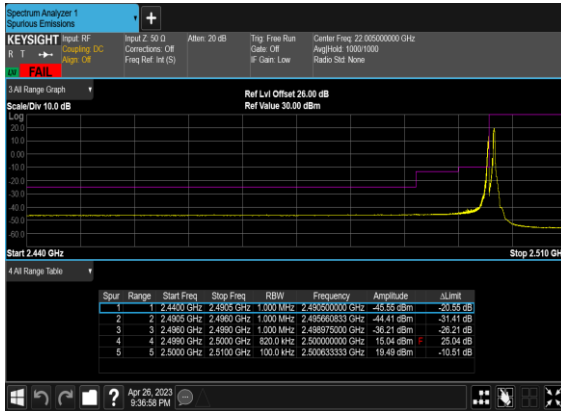 Spectrum Analyzer 1
Spurious Emissions
KEYSIGHT Input: RF
R T Coupling: DC
Align: Off
LXI FAIL
Input Z: 50 Ω
Corrections: Off
Freq Ref: Int (S)
Atten: 20 dB
Trig: Free Run
Gate: Off
IF Gain: Low
Center Freq: 22.005000000 GHz
Avg|Hold: 1000/1000
Radio Std: None
3 All Range Graph
Scale/Div 10.0 dB
Ref Lvl Offset 26.00 dB
Ref Value 30.00 dBm
Log
20.0
10.0
0.00
-10.0
-20.0
-30.0
-40.0
-50.0
-60.0
Start 2.440 GHz Stop 2.510 GH
4 All Range Table
Spur Range Start Freq Stop Freq RBW Frequency Amplitude ΔLimit
1 1 2.4400 GHz 2.4905 GHz 1.000 MHz 2.490500000 GHz -45.55 dBm -20.55 dB
2 2 2.4905 GHz 2.4960 GHz 1.000 MHz 2.495660833 GHz -44.41 dBm -31.41 dB
3 3 2.4960 GHz 2.4990 GHz 1.000 MHz 2.498975000 GHz -36.21 dBm -26.21 dB
4 4 2.4990 GHz 2.5000 GHz 820.0 kHz 2.500000000 GHz 15.04 dBm F 25.04 dB
5 5 2.5000 GHz 2.5100 GHz 100.0 kHz 2.500633333 GHz 19.49 dBm -10.51 dB
? Apr 26, 2023
9:36:58 PM